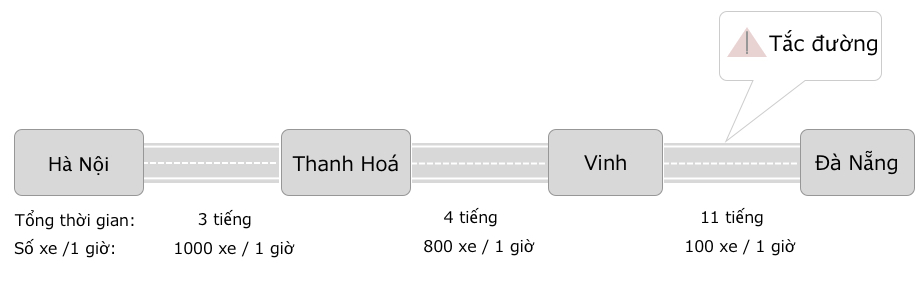 Tắc đường
Hà Nội
Thanh Hoá
Vinh
Đà Nẵng
Tổng thời gian: 3 tiếng 4 tiếng 11 tiếng
Số xe /1 giờ: 1000 xe / 1 giờ 800 xe / 1 giờ 100 xe / 1 giờ